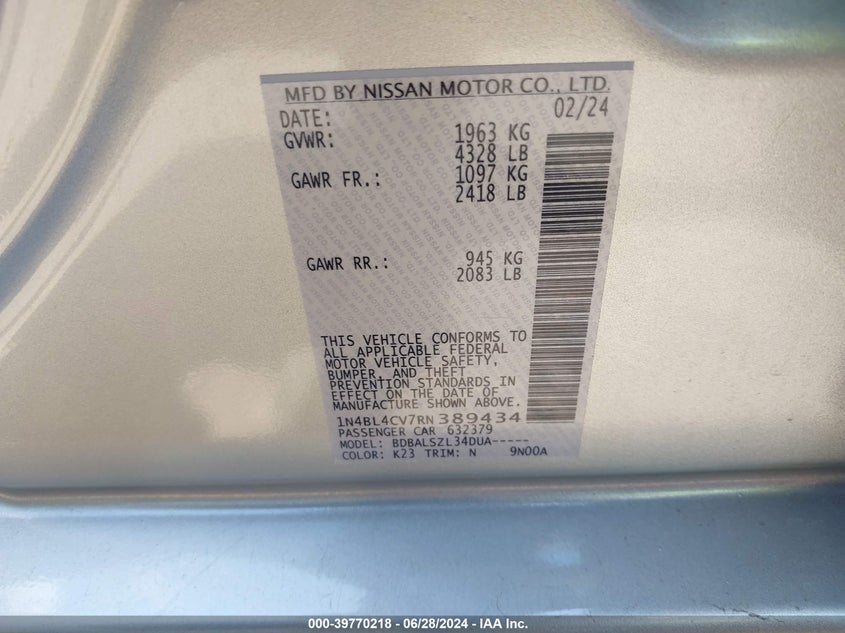 MFD BY NISSAN MOTOR CO., LTD.
DATE: 02/24
GVWR: 1963 KG
4328 LB
GAWR FR.: 1097 KG
2418 LB
GAWR RR.: 945 KG
2083 LB
THIS VEHICLE CONFORMS TO
ALL APPLICABLE FEDERAL
MOTOR VEHICLE SAFETY,
BUMPER, AND THEFT
PREVENTION STANDARDS IN
EFFECT ON THE DATE OF
MANUFACTURE SHOWN ABOVE.
1N4BL4CV7RN389434
PASSENGER CAR 632379
MODEL: BDBALSZL34DUA-----
COLOR: K23 TRIM: N 9N00A
000-39770218 - 06/28/2024 - IAA Inc.